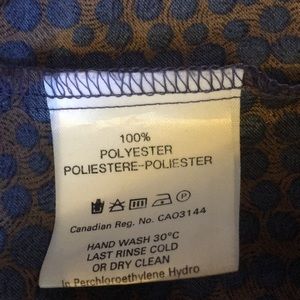 100%
POLYESTER
POLIESTERE-POLIESTER
P
Canadian Reg. No. CA03144
HAND WASH 30°C
LAST RINSE COLD
OR DRY CLEAN
In Perchloroethylene Hydro